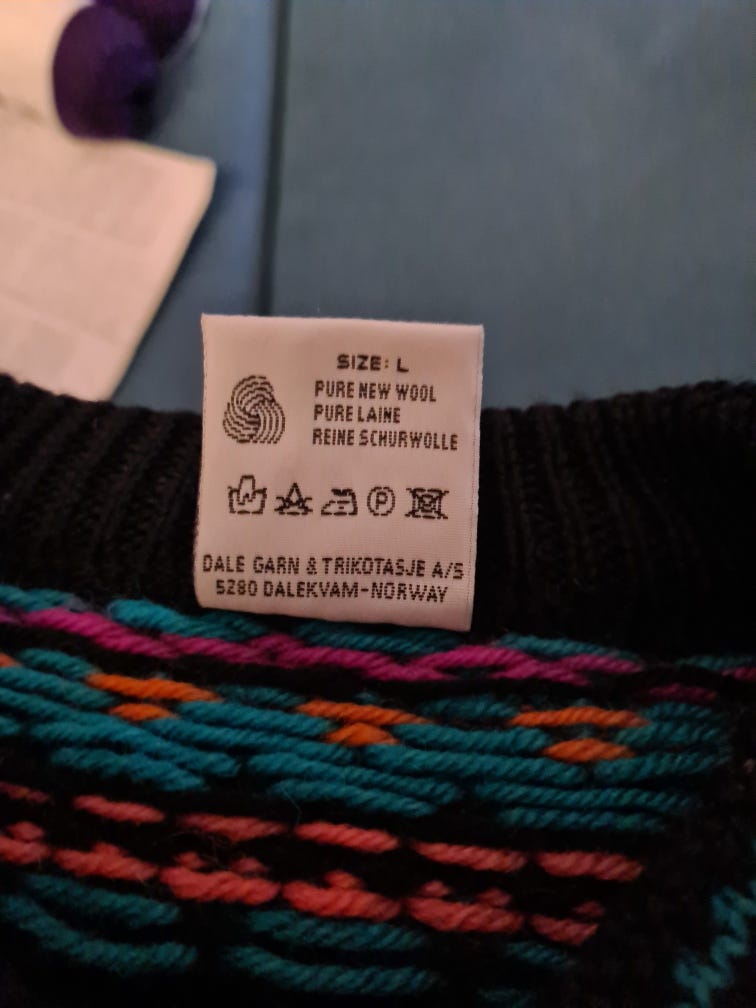 SIZE: L
PURE NEW WOOL
PURE LAINE
REINE SCHURWOLLE
P
DALE GARN & TRIKOTASJE A/S
5280 DALEKVAM-NORWAY